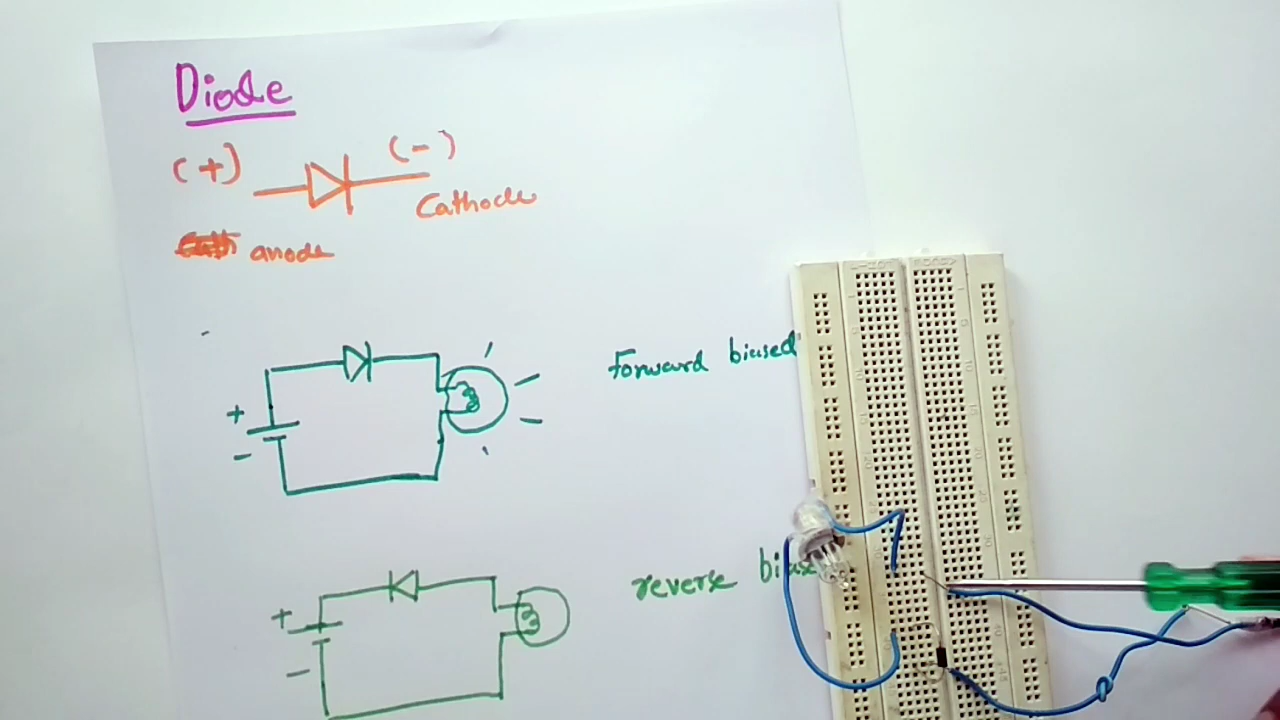 Diode
(+) (-)
Cathode
anode
+
-
Forward biased
+
-
reverse